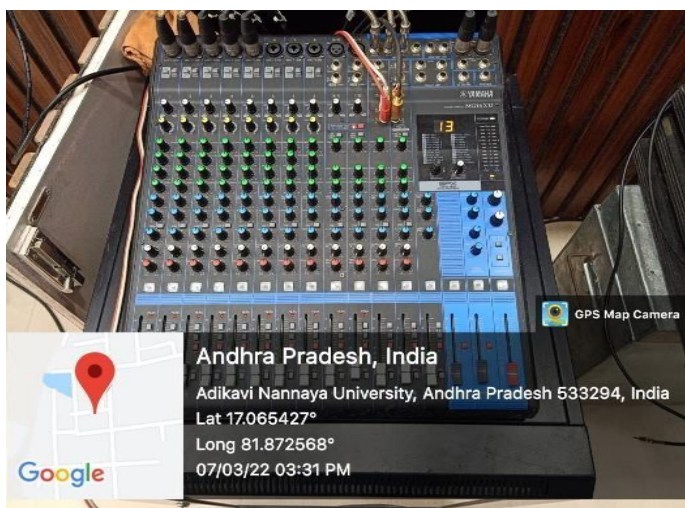 YAMAHA
13
GPS Map Camera
Andhra Pradesh, India
Adikavi Nannaya University, Andhra Pradesh 533294, India
Lat 17.065427°
Long 81.872568°
07/03/22 03:31 PM
Google